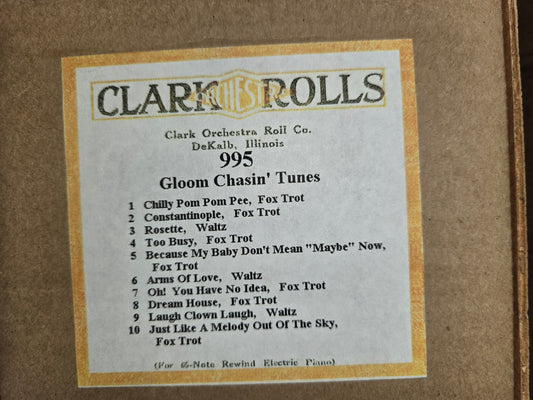 CLARK ORCHESTRA ROLLS
Clark Orchestra Roll Co.
DeKalb, Illinois
995
Gloom Chasin' Tunes
1 Chilly Pom Pom Pee, Fox Trot
2 Constantinople, Fox Trot
3 Rosette, Waltz
4 Too Busy, Fox Trot
5 Because My Baby Don't Mean "Maybe" Now,
Fox Trot
6 Arms Of Love, Waltz
7 Oh! You Have No Idea, Fox Trot
8 Dream House, Fox Trot
9 Laugh Clown Laugh, Waltz
10 Just Like A Melody Out Of The Sky,
Fox Trot
(For 65-Note Rewind Electric Piano)